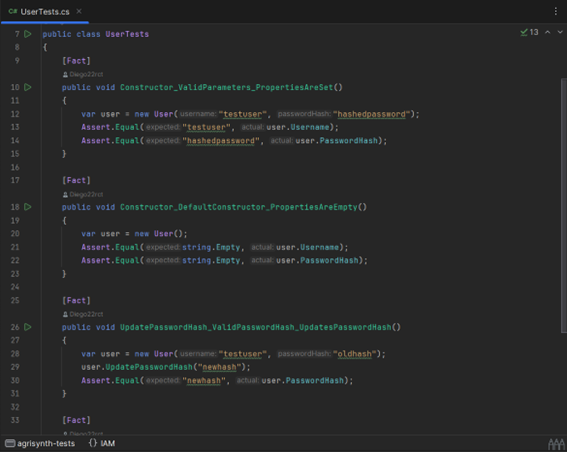 C# UserTests.cs ×
7 public class UserTests
13
8 {
9 [Fact]
Diego22rct
10 public void Constructor_ValidParameters_PropertiesAreSet()
11 {
12 var user = new User( username: "testuser", passwordHash: "hashedpassword");
13 Assert.Equal( expected: "testuser", actual: user.Username);
14 Assert.Equal( expected: "hashedpassword", actual: user.PasswordHash);
15 }
16
17 [Fact]
Diego22rct
18 public void Constructor_DefaultConstructor_PropertiesAreEmpty()
19 {
20 var user = new User();
21 Assert.Equal( expected: string.Empty, actual: user.Username);
22 Assert.Equal( expected: string.Empty, actual: user.PasswordHash);
23 }
24
25 [Fact]
Diego22rct
26 public void UpdatePasswordHash_ValidPasswordHash_UpdatesPasswordHash()
27 {
28 var user = new User( username: "testuser", passwordHash: "oldhash");
29 user.UpdatePasswordHash("newhash");
30 Assert.Equal( expected: "newhash", actual: user.PasswordHash);
31 }
32
33 [Fact]
Diego22rct
agrisynth-tests {} IAM